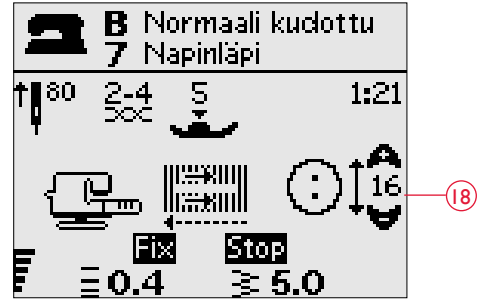 B Normaali kudottu
7 Napinläpi
80 2-4 5 1:21
16
18
Fix Stop
0.4 5.0